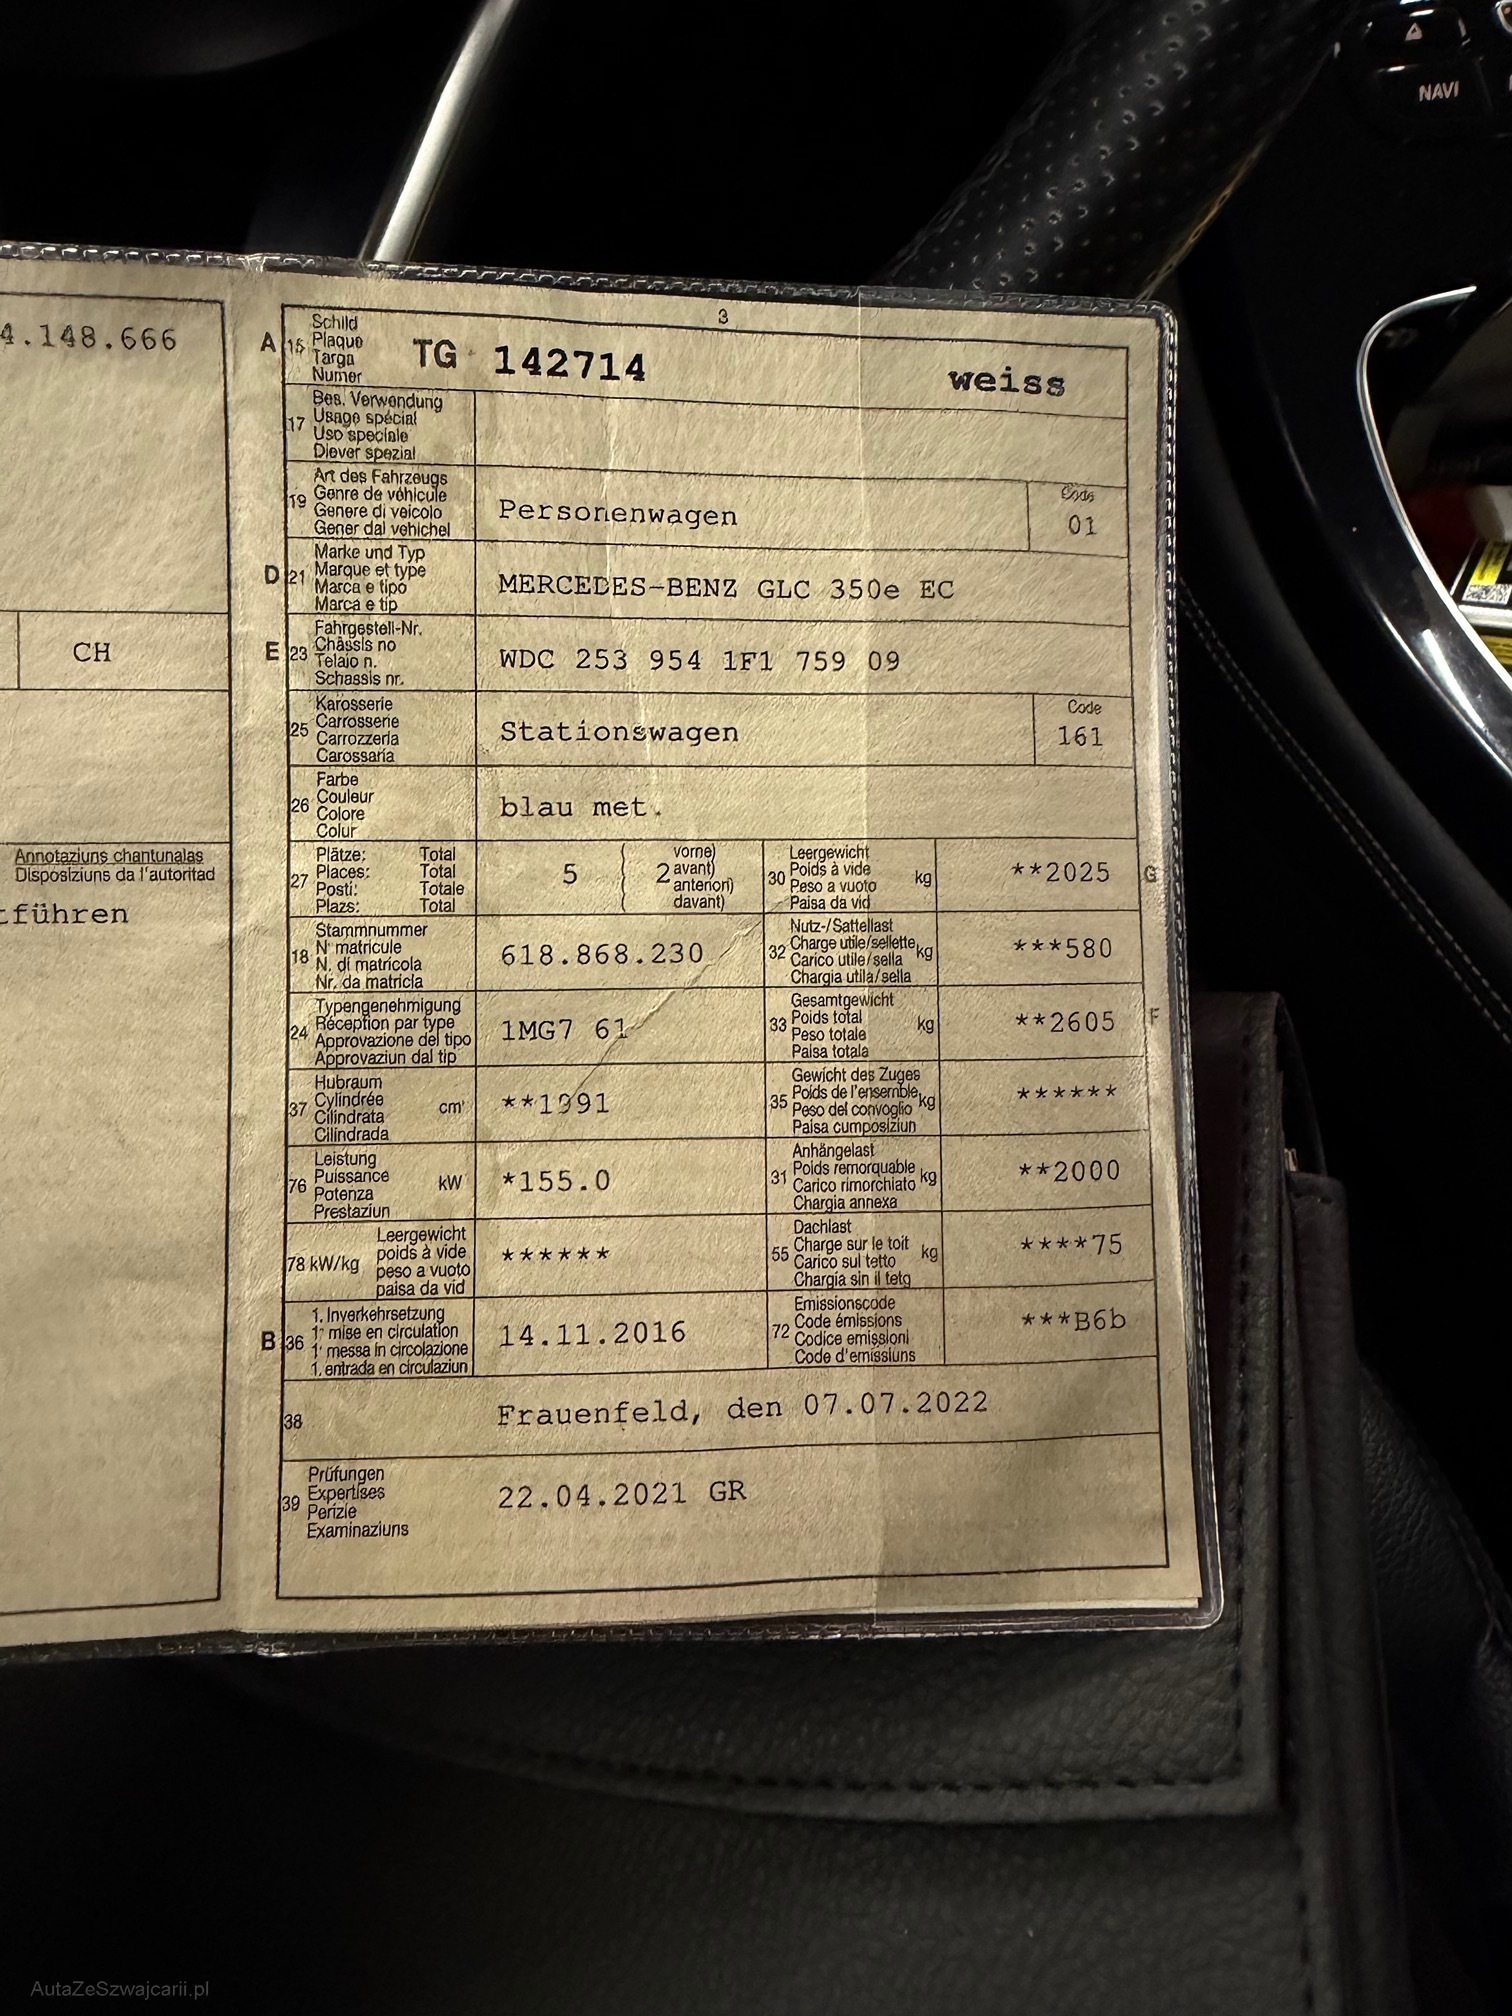 NAVI
4.148.666
CH
Annotaziuns chantunalas
Disposiziuns da l'autoritad
tführen
3
A 15 Schild
Plaque
Targa
Numer
TG 142714 weiss
17 Bes. Verwendung
Usage spécial
Uso speciale
Diever spezial
19 Art des Fahrzeugs
Genre de véhicule
Genere di veicolo
Gener dal vehichel
Personenwagen
Code
01
D 21 Marke und Typ
Marque et type
Marca e tipo
Marca e tip
MERCEDES-BENZ GLC 350e EC
E 23 Fahrgestell-Nr.
Châssis no
Telaio n.
Schassis nr.
WDC 253 954 1F1 759 09
25 Karosserie
Carrosserie
Carrozzeria
Carossaria
Stationswagen
Code
161
26 Farbe
Couleur
Colore
Colur
blau met.
27 Plätze: Total
Places: Total
Posti: Totale
Plazs: Total
5
2
( vorne)
avant)
( anteriori)
( davant)
30 Leergewicht
Poids à vide
Peso a vuoto
Paisa da vid
kg
**2025
G
18 Stammnummer
N° matricule
N. di matricola
Nr. da matricla
618.868.230
32 Nutz-/Sattellast
Charge utile/sellette
Carico utile/sella
Chargia utila/sella
kg
***580
24 Typengenehmigung
Réception par type
Approvazione del tipo
Approvaziun dal tip
1MG7 61
33 Gesamtgewicht
Poids total
Peso totale
Paisa totala
kg
**2605
F
37 Hubraum
Cylindrée
Cilindrata
Cilindrada
cm³
**1991
35 Gewicht des Zuges
Poids de l'ensemble
Peso del convoglio
Paisa cumposiziun
kg
******
76 Leistung
Puissance
Potenza
Prestaziun
kW
*155.0
31 Anhängelast
Poids remorquable
Carico rimorchiato
Chargia annexa
kg
**2000
78 kW/kg
Leergewicht
poids à vide
peso a vuoto
paisa da vid
******
55 Dachlast
Charge sur le toit
Carico sul tetto
Chargia sin il tetg
kg
****75
B 36 1. Inverkehrsetzung
1ʳ mise en circulation
1ʳ messa in circolazione
1. entrada en circulaziun
14.11.2016
72 Emissionscode
Code émissions
Codice emissioni
Code d'emissiuns
***B6b
38
Frauenfeld, den 07.07.2022
39 Prüfungen
Expertises
Perizie
Examinaziuns
22.04.2021 GR
AutaZeSzwajcarii.pl